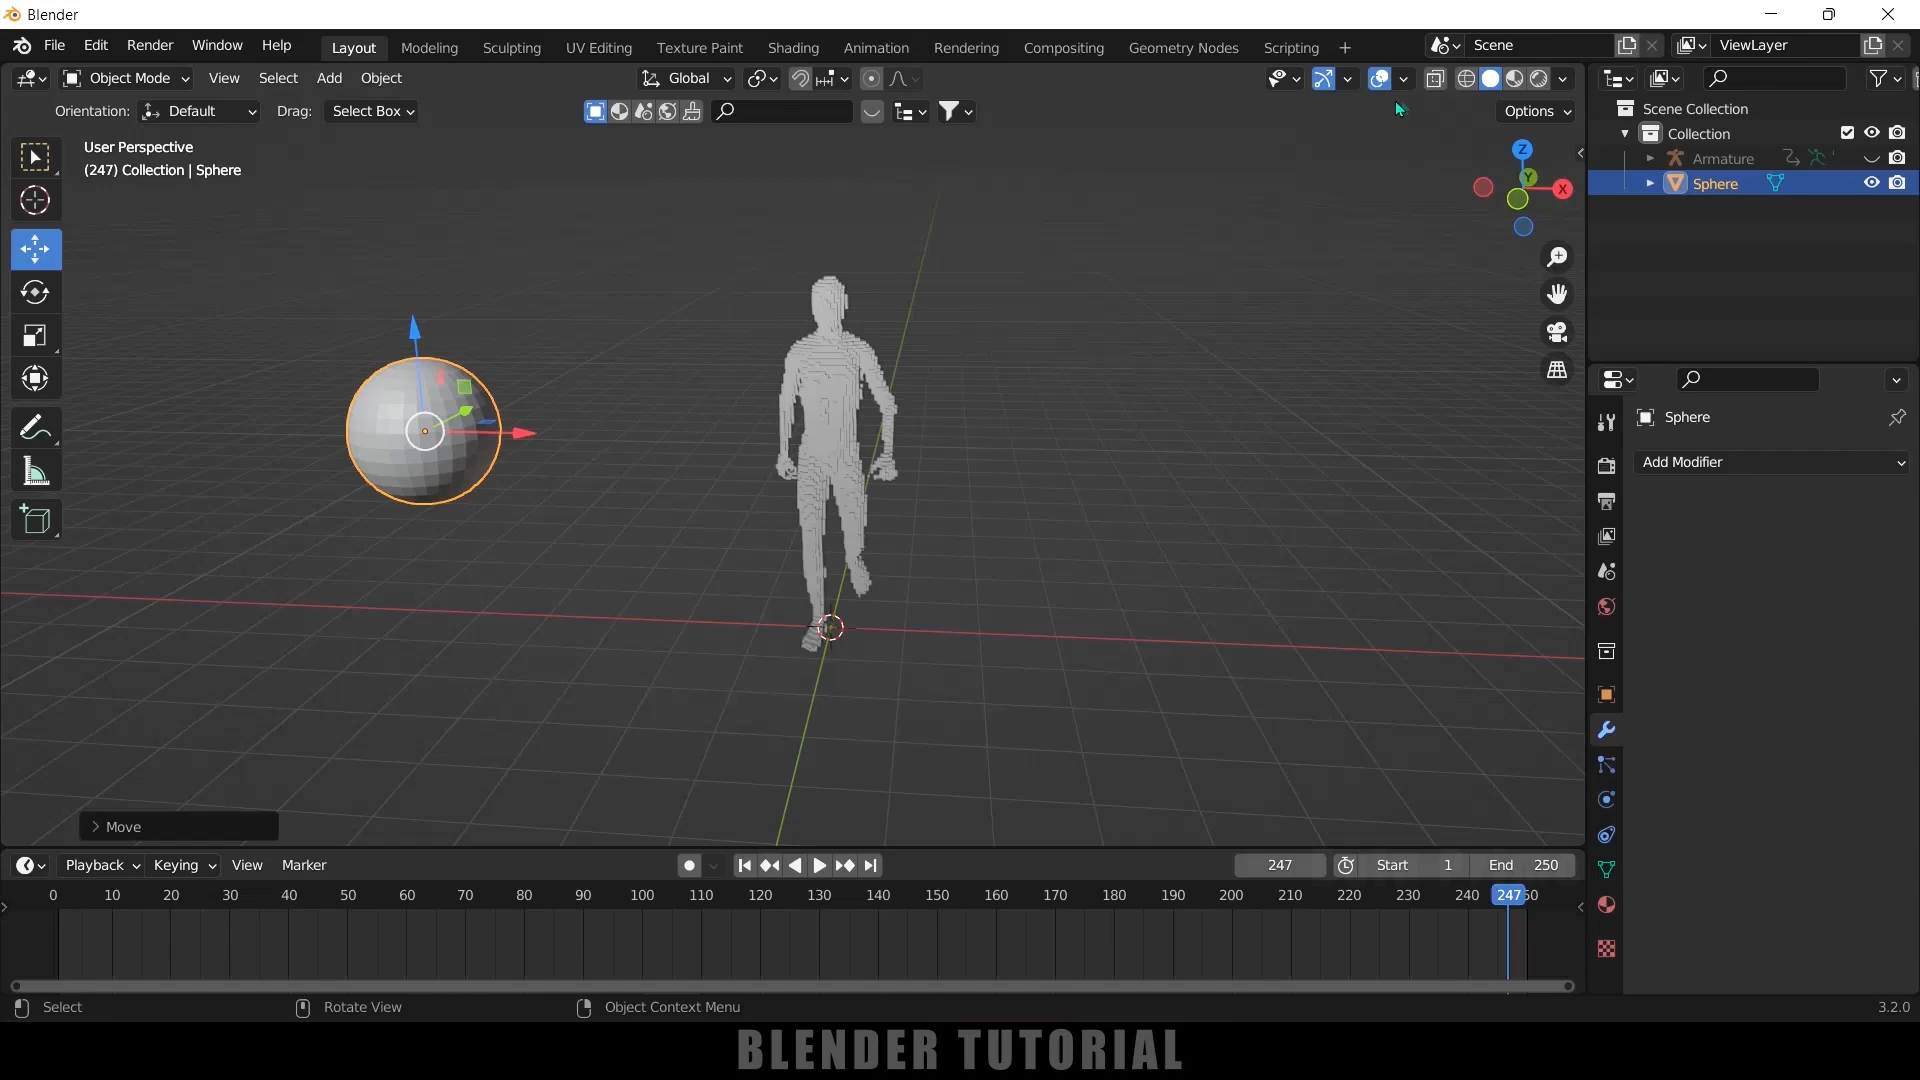 Blender
File Edit Render Window Help Layout Modeling Sculpting UV Editing Texture Paint Shading Animation Rendering Compositing Geometry Nodes Scripting + Scene ViewLayer
Object Mode View Select Add Object Global
Orientation: Default Drag: Select Box Options
User Perspective
(247) Collection | Sphere
Z
Y
X
Scene Collection
Collection
Armature
Sphere
Sphere
Add Modifier
> Move
Playback Keying View Marker 247 Start 1 End 250
0 10 20 30 40 50 60 70 80 90 100 110 120 130 140 150 160 170 180 190 200 210 220 230 240 247 50
Select Rotate View Object Context Menu 3.2.0
BLENDER TUTORIAL